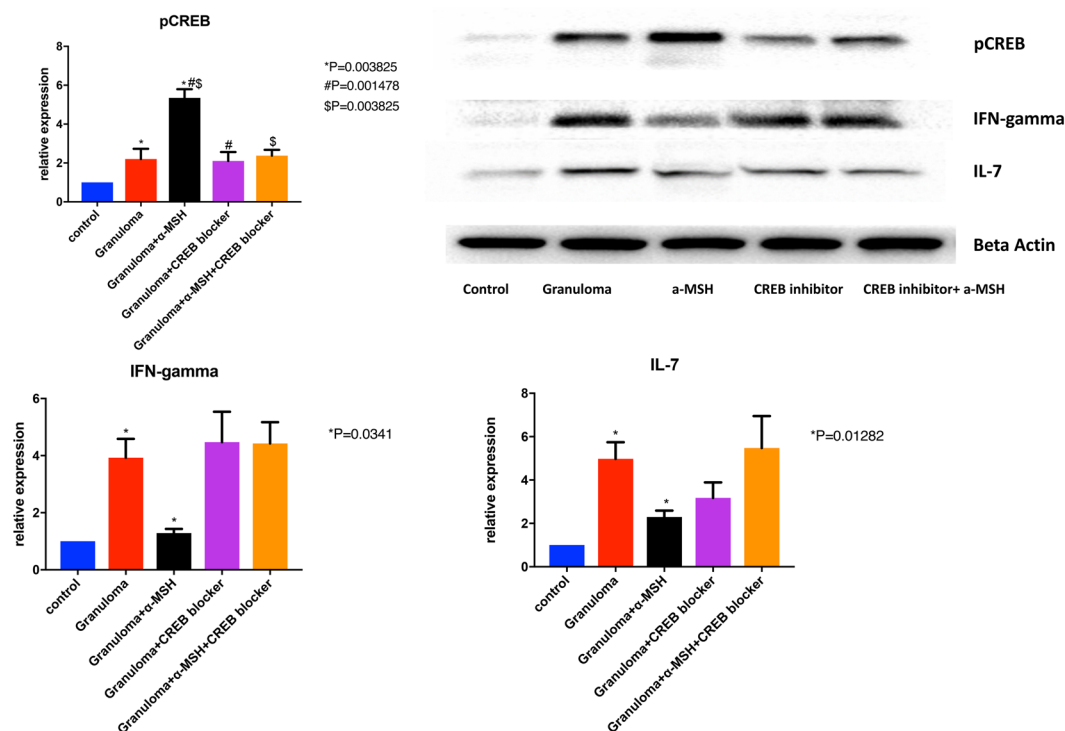 pCREB
relative expression
8
6
4
2
0
*
*#$
#
$
control
Granuloma
Granuloma+α-MSH
Granuloma+CREB blocker
Granuloma+α-MSH+CREB blocker
*P=0.003825
#P=0.001478
$P=0.003825
pCREB
IFN-gamma
IL-7
Beta Actin
Control Granuloma a-MSH CREB inhibitor CREB inhibitor+ a-MSH
IFN-gamma
relative expression
6
4
2
0
*
*
control
Granuloma
Granuloma+α-MSH
Granuloma+CREB blocker
Granuloma+α-MSH+CREB blocker
*P=0.0341
IL-7
relative expression
8
6
4
2
0
*
*
control
Granuloma
Granuloma+α-MSH
Granuloma+CREB blocker
Granuloma+α-MSH+CREB blocker
*P=0.01282